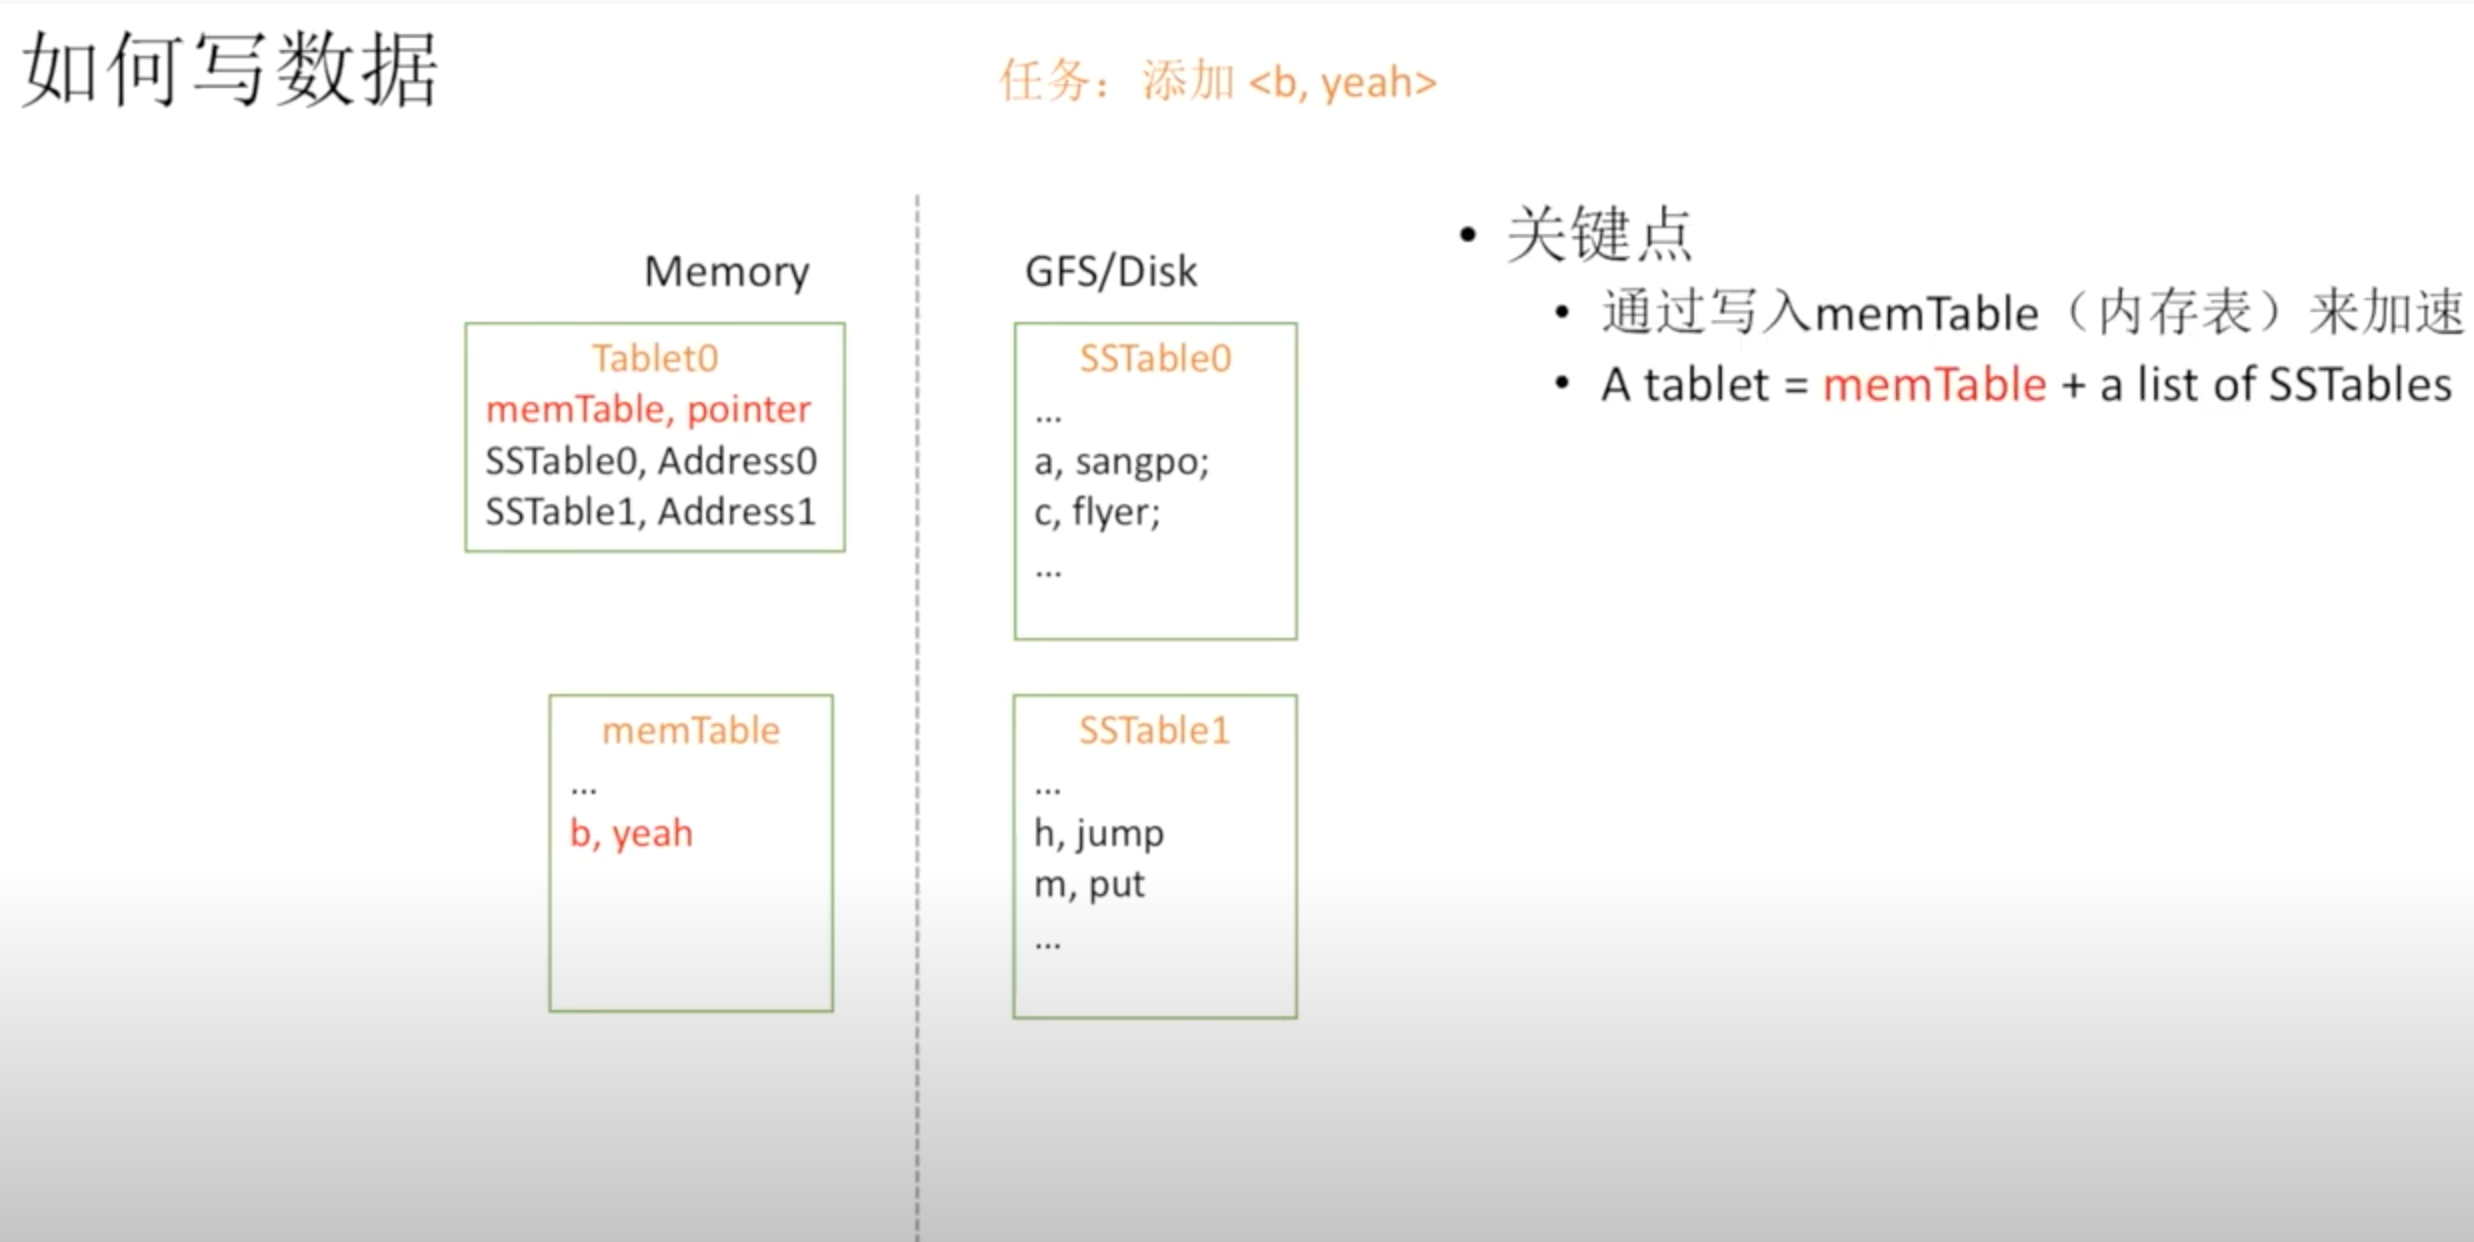 如何写数据
任务：添加 <b, yeah>
Memory
Tablet0
memTable, pointer
SSTable0, Address0
SSTable1, Address1
memTable
...
b, yeah
GFS/Disk
SSTable0
...
a, sangpo;
c, flyer;
...
SSTable1
...
h, jump
m, put
...
• 关键点
• 通过写入memTable（内存表）来加速
• A tablet = memTable + a list of SSTables